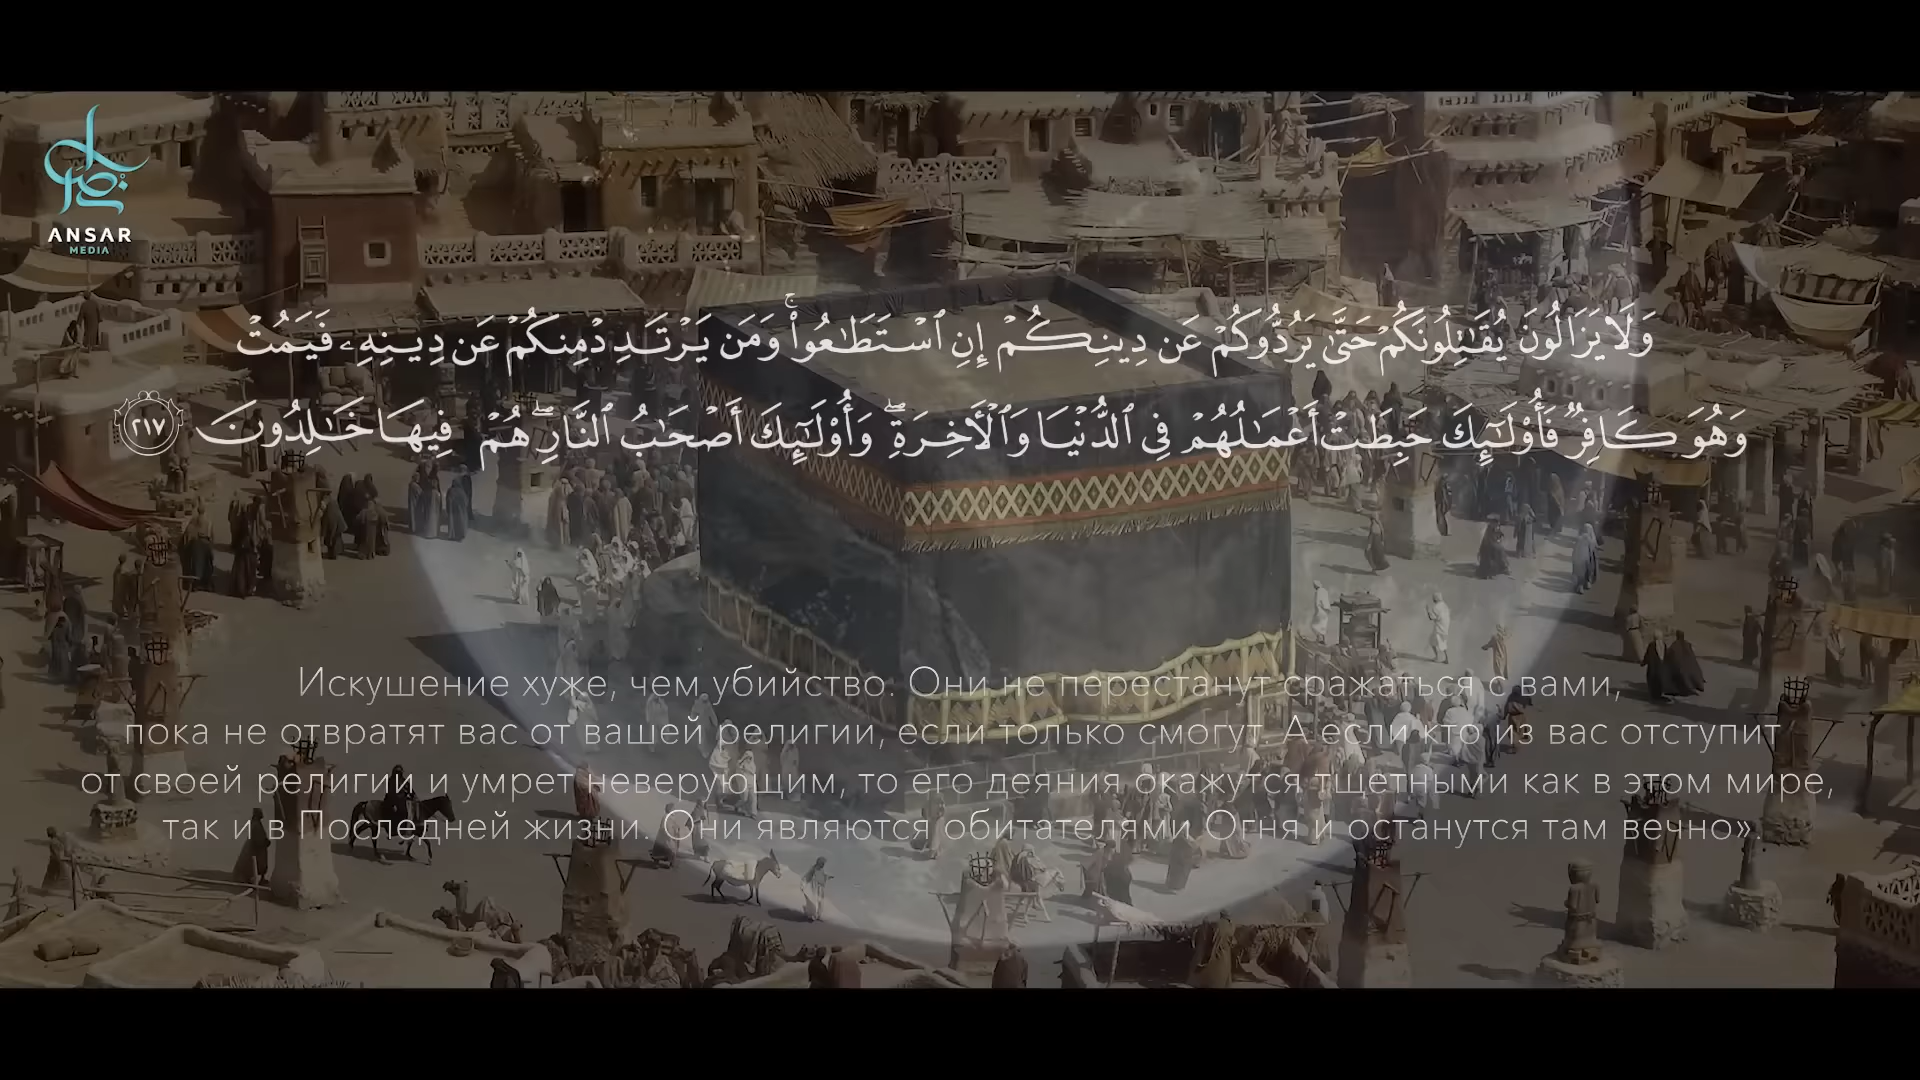 ANSAR
MEDIA
وَلَا يَزَالُونَ يُقَٰتِلُونَكُمْ حَتَّىٰ يَرُدُّوكُمْ عَن دِينِكُمْ إِنِ ٱسْتَطَٰعُوا۟ ۚ وَمَن يَرْتَدِدْ مِنكُمْ عَن دِينِهِۦ فَيَمُتْ
وَهُوَ كَافِرٌ فَأُو۟لَٰٓئِكَ حَبِطَتْ أَعْمَٰلُهُمْ فِى ٱلدُّنْيَا وَٱلْءَاخِرَةِ ۖ وَأُو۟لَٰٓئِكَ أَصْحَٰبُ ٱلنَّارِ ۖ هُمْ فِيهَا خَٰلِدُونَ ٢١٧
Искушение хуже, чем убийство. Они не перестанут сражаться с вами,
пока не отвратят вас от вашей религии, если только смогут. А если кто из вас отступит
от своей религии и умрет неверующим, то его деяния окажутся тщетными как в этом мире,
так и в Последней жизни. Они являются обитателями Огня и останутся там вечно».